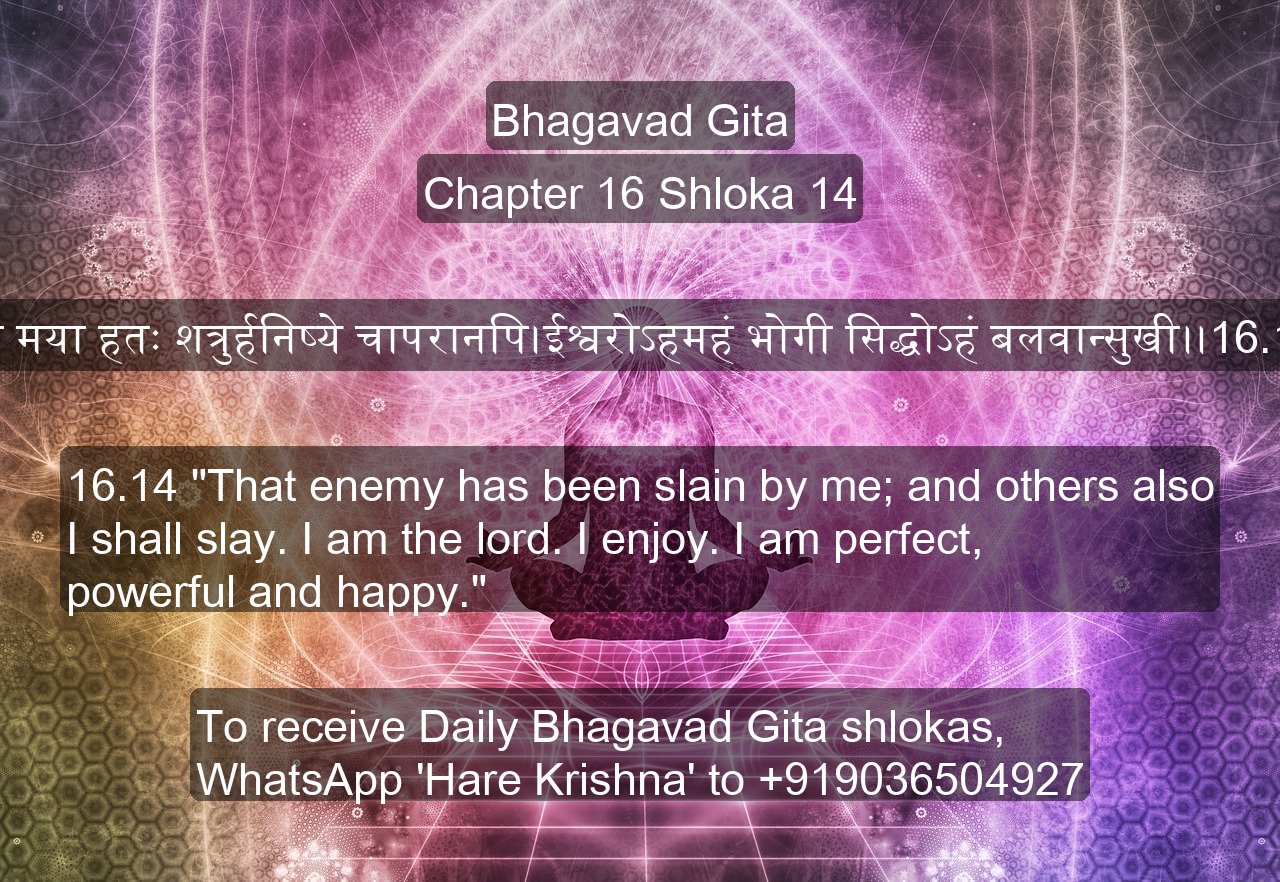 Bhagavad Gita
Chapter 16 Shloka 14
मया हतः शत्रुर्हनिष्ये चापरानपि।ईश्वरोऽहमहं भोगी सिद्धोऽहं बलवान्सुखी।।16.
16.14 "That enemy has been slain by me; and others also
I shall slay. I am the lord. I enjoy. I am perfect,
powerful and happy."
To receive Daily Bhagavad Gita shlokas,
WhatsApp 'Hare Krishna' to +919036504927